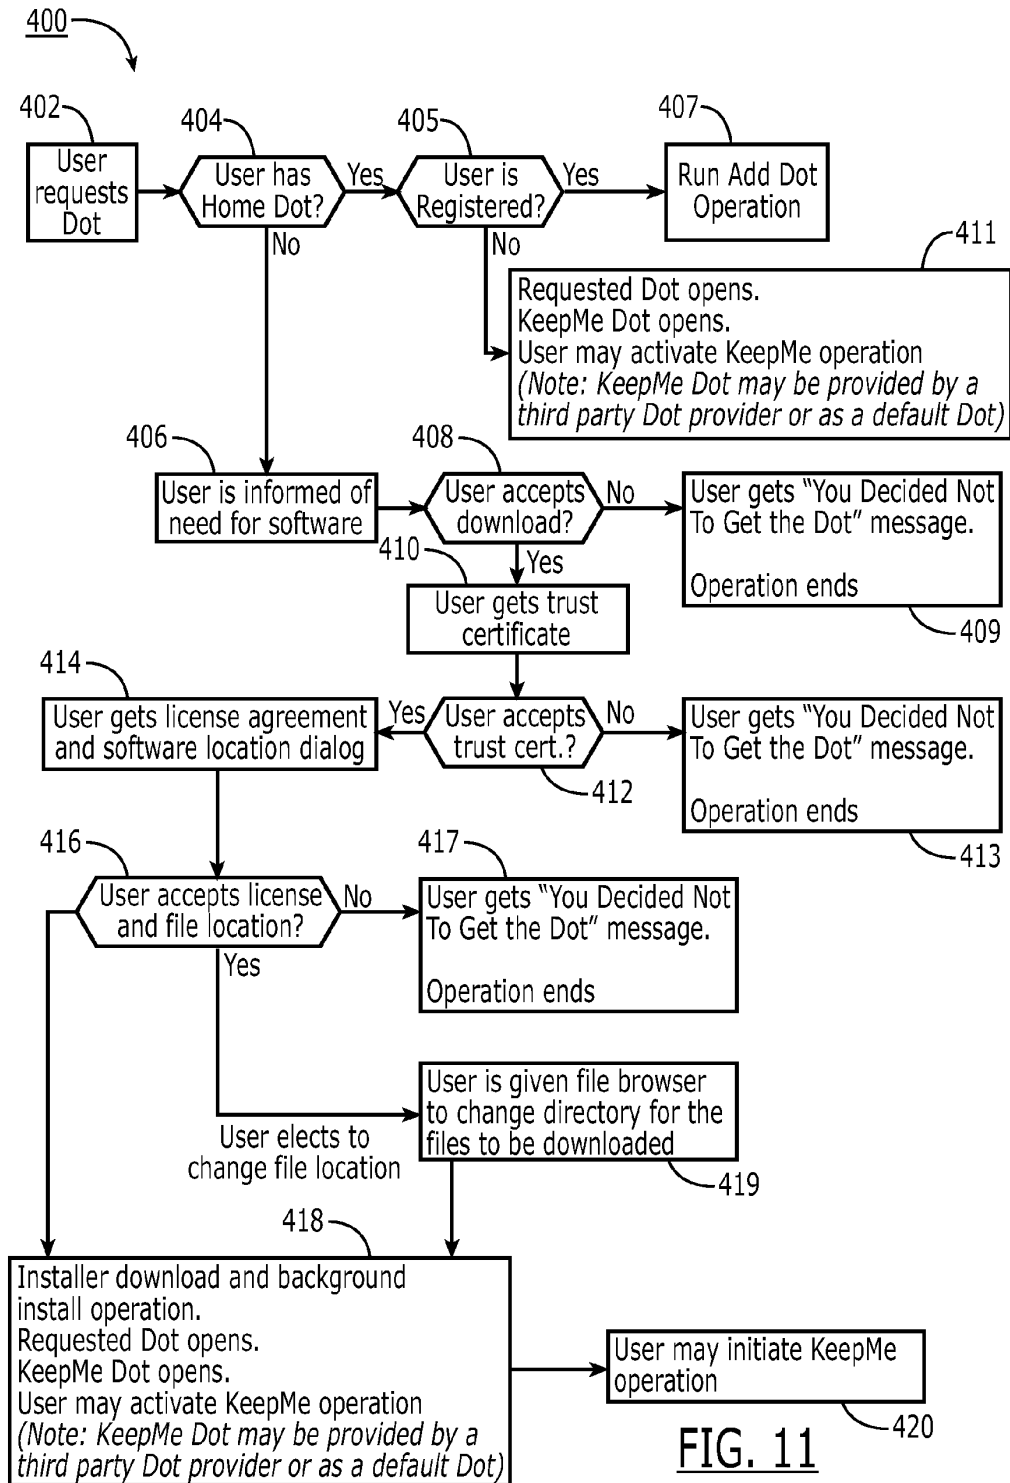 400
402
404
405
407
User
requests
Dot
User has
Home Dot?
Yes
User is
Registered?
Yes
Run Add Dot
Operation
No
No
411
Requested Dot opens.
KeepMe Dot opens.
User may activate KeepMe operation
(Note: KeepMe Dot may be provided by a
third party Dot provider or as a default Dot)
406
408
User is informed of
need for software
User accepts
download?
No
User gets “You Decided Not
To Get the Dot” message.
Operation ends
409
410
Yes
User gets trust
certificate
414
User gets license agreement
and software location dialog
Yes
User accepts
trust cert.?
No
412
User gets “You Decided Not
To Get the Dot” message.
Operation ends
413
416
User accepts license
and file location?
No
Yes
417
User gets “You Decided Not
To Get the Dot” message.
Operation ends
User elects to
change file location
User is given file browser
to change directory for the
files to be downloaded
419
418
Installer download and background
install operation.
Requested Dot opens.
KeepMe Dot opens.
User may activate KeepMe operation
(Note: KeepMe Dot may be provided by a
third party Dot provider or as a default Dot)
User may initiate KeepMe
operation
420
FIG. 11